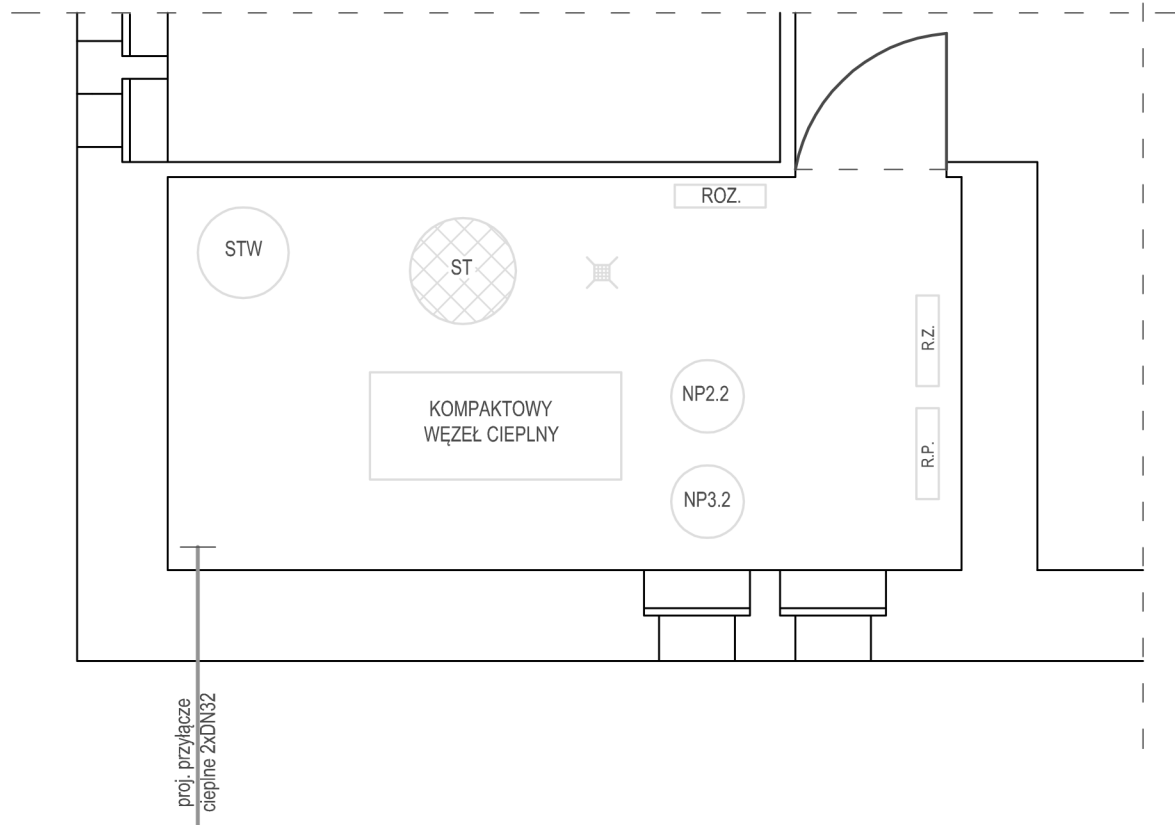 ROZ.
STW
ST
R.Z.
NP2.2
KOMPAKTOWY
WĘZEŁ CIEPLNY
R.P.
NP3.2
proj. przyłącze
cieplne 2xDN32